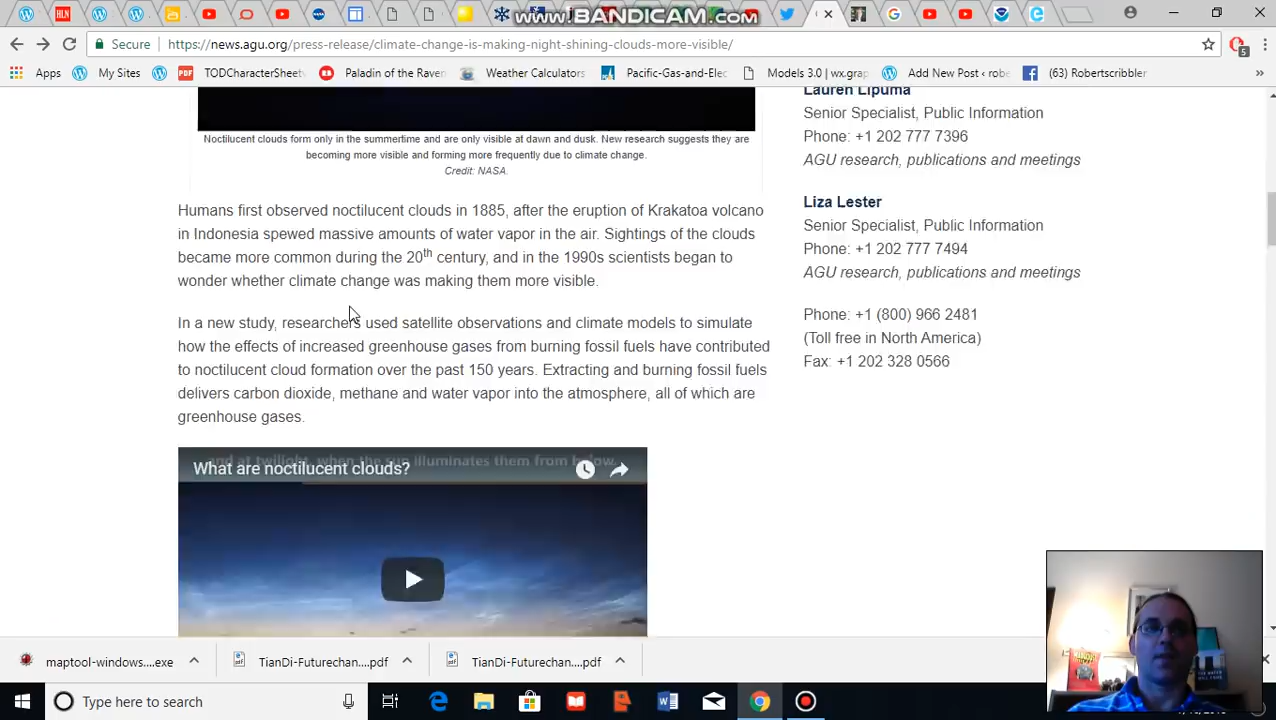 www.BANDICAM.com
Secure https://news.agu.org/press-release/climate-change-is-making-night-shining-clouds-more-visible/
Apps My Sites TODCharacterSheet Paladin of the Raven Weather Calculators Pacific-Gas-and-Elec Models 3.0 | wx.grap Add New Post ‹ robe (63) Robertscribbler »
Noctilucent clouds form only in the summertime and are only visible at dawn and dusk. New research suggests they are
becoming more visible and forming more frequently due to climate change.
Credit: NASA.
Humans first observed noctilucent clouds in 1885, after the eruption of Krakatoa volcano
in Indonesia spewed massive amounts of water vapor in the air. Sightings of the clouds
became more common during the 20th century, and in the 1990s scientists began to
wonder whether climate change was making them more visible.
In a new study, researchers used satellite observations and climate models to simulate
how the effects of increased greenhouse gases from burning fossil fuels have contributed
to noctilucent cloud formation over the past 150 years. Extracting and burning fossil fuels
delivers carbon dioxide, methane and water vapor into the atmosphere, all of which are
greenhouse gases.
and at twilight, when the sun illuminates them from below.
What are noctilucent clouds?
Lauren Lipuma
Senior Specialist, Public Information
Phone: +1 202 777 7396
AGU research, publications and meetings
Liza Lester
Senior Specialist, Public Information
Phone: +1 202 777 7494
AGU research, publications and meetings
Phone: +1 (800) 966 2481
(Toll free in North America)
Fax: +1 202 328 0566
maptool-windows....exe TianDi-Futurechan....pdf TianDi-Futurechan....pdf
Type here to search